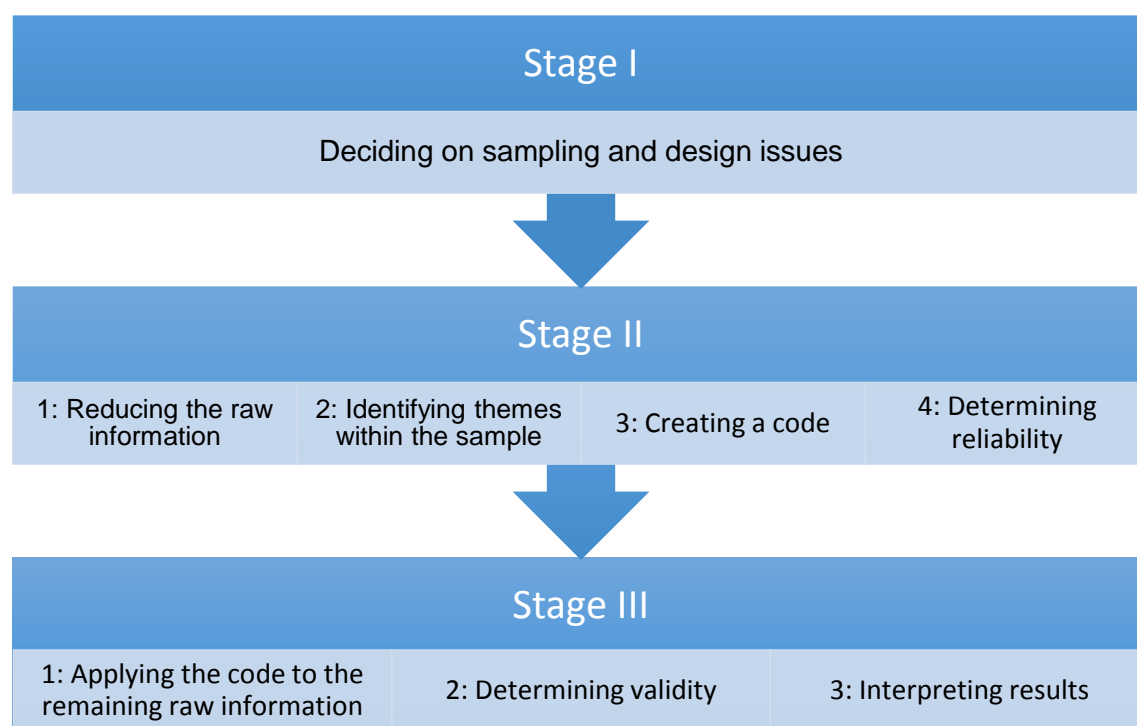 Stage I
Deciding on sampling and design issues
Stage II
1: Reducing the raw
information
2: Identifying themes
within the sample
3: Creating a code
4: Determining
reliability
Stage III
1: Applying the code to the
remaining raw information
2: Determining validity
3: Interpreting results